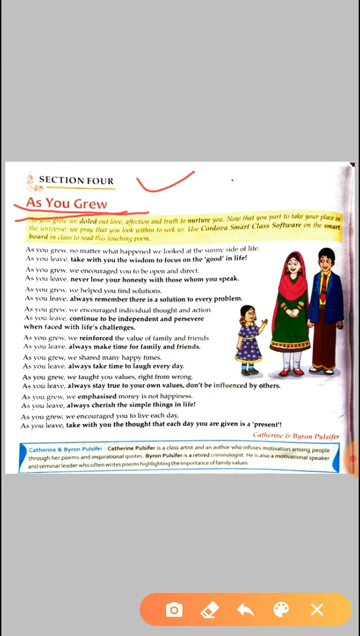 SECTION FOUR
As You Grew
As you grew we doled out love, affection and truth to nurture you. Now that you part to take your place in
the universe, we pray that you look within to seek us. Use Cordova Smart Class Software on the smart
board in class to read this touching poem.
As you grew, no matter what happened we looked at the sunny side of life.
As you leave, take with you the wisdom to focus on the 'good' in life!
As you grew, we encouraged you to be open and direct.
As you leave, never lose your honesty with those whom you speak.
As you grew, we helped you find solutions.
As you leave, always remember there is a solution to every problem.
As you grew, we encouraged individual thought and action.
As you leave, continue to be independent and persevere
when faced with life's challenges.
As you grew, we reinforced the value of family and friends.
As you leave, always make time for family and friends.
As you grew, we shared many happy times.
As you leave, always take time to laugh every day.
As you grew, we taught you values, right from wrong.
As you leave, always stay true to your own values, don't be influenced by others.
As you grew, we emphasised money is not happiness.
As you leave, always cherish the simple things in life!
As you grew, we encouraged you to live each day,
As you leave, take with you the thought that each day you are given is a 'present'!
Catherine & Byron Pulsifer
Catherine & Byron Pulsifer : Catherine Pulsifer is a class artist and an author who infuses motivation among people
through her poems and inspirational quotes. Byron Pulsifer is a retired criminologist. He is also a motivational speaker
and seminar leader who often writes poems highlighting the importance of family values.